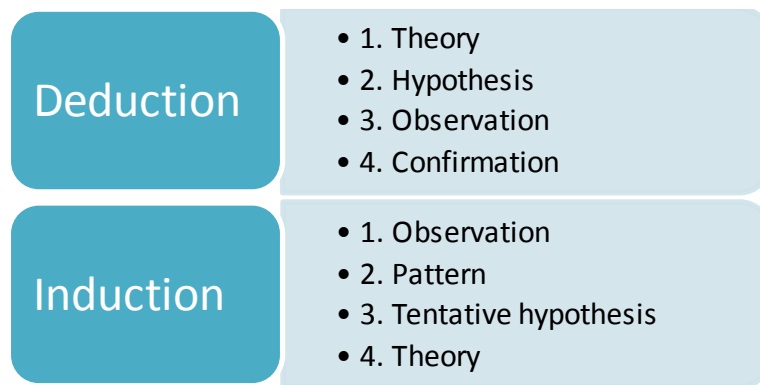 Deduction
• 1. Theory
• 2. Hypothesis
• 3. Observation
• 4. Confirmation
Induction
• 1. Observation
• 2. Pattern
• 3. Tentative hypothesis
• 4. Theory